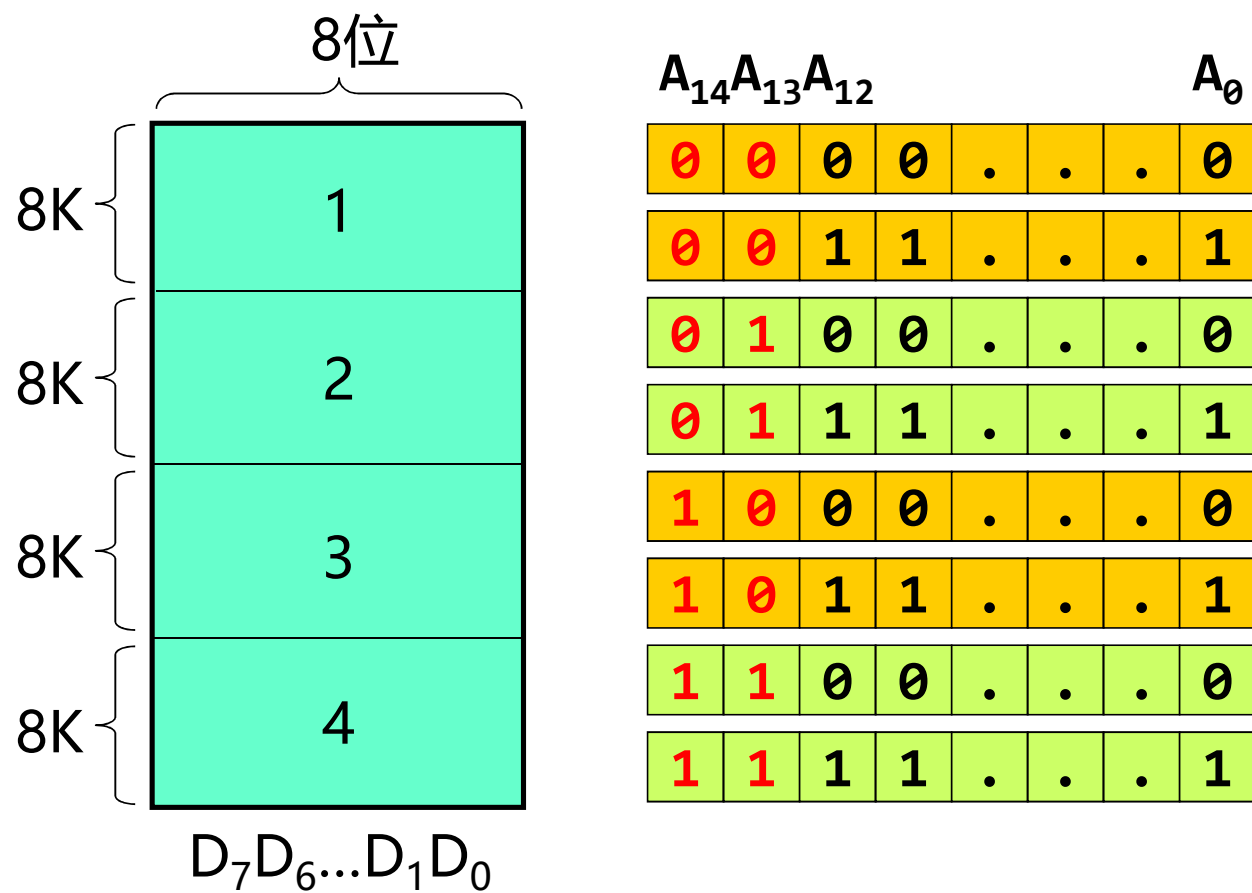 8位
8K
1
8K
2
8K
3
8K
4
D₇D₆...D₁D₀
A₁₄A₁₃A₁₂ A₀
0 0 0 0 . . . 0
0 0 1 1 . . . 1
0 1 0 0 . . . 0
0 1 1 1 . . . 1
1 0 0 0 . . . 0
1 0 1 1 . . . 1
1 1 0 0 . . . 0
1 1 1 1 . . . 1